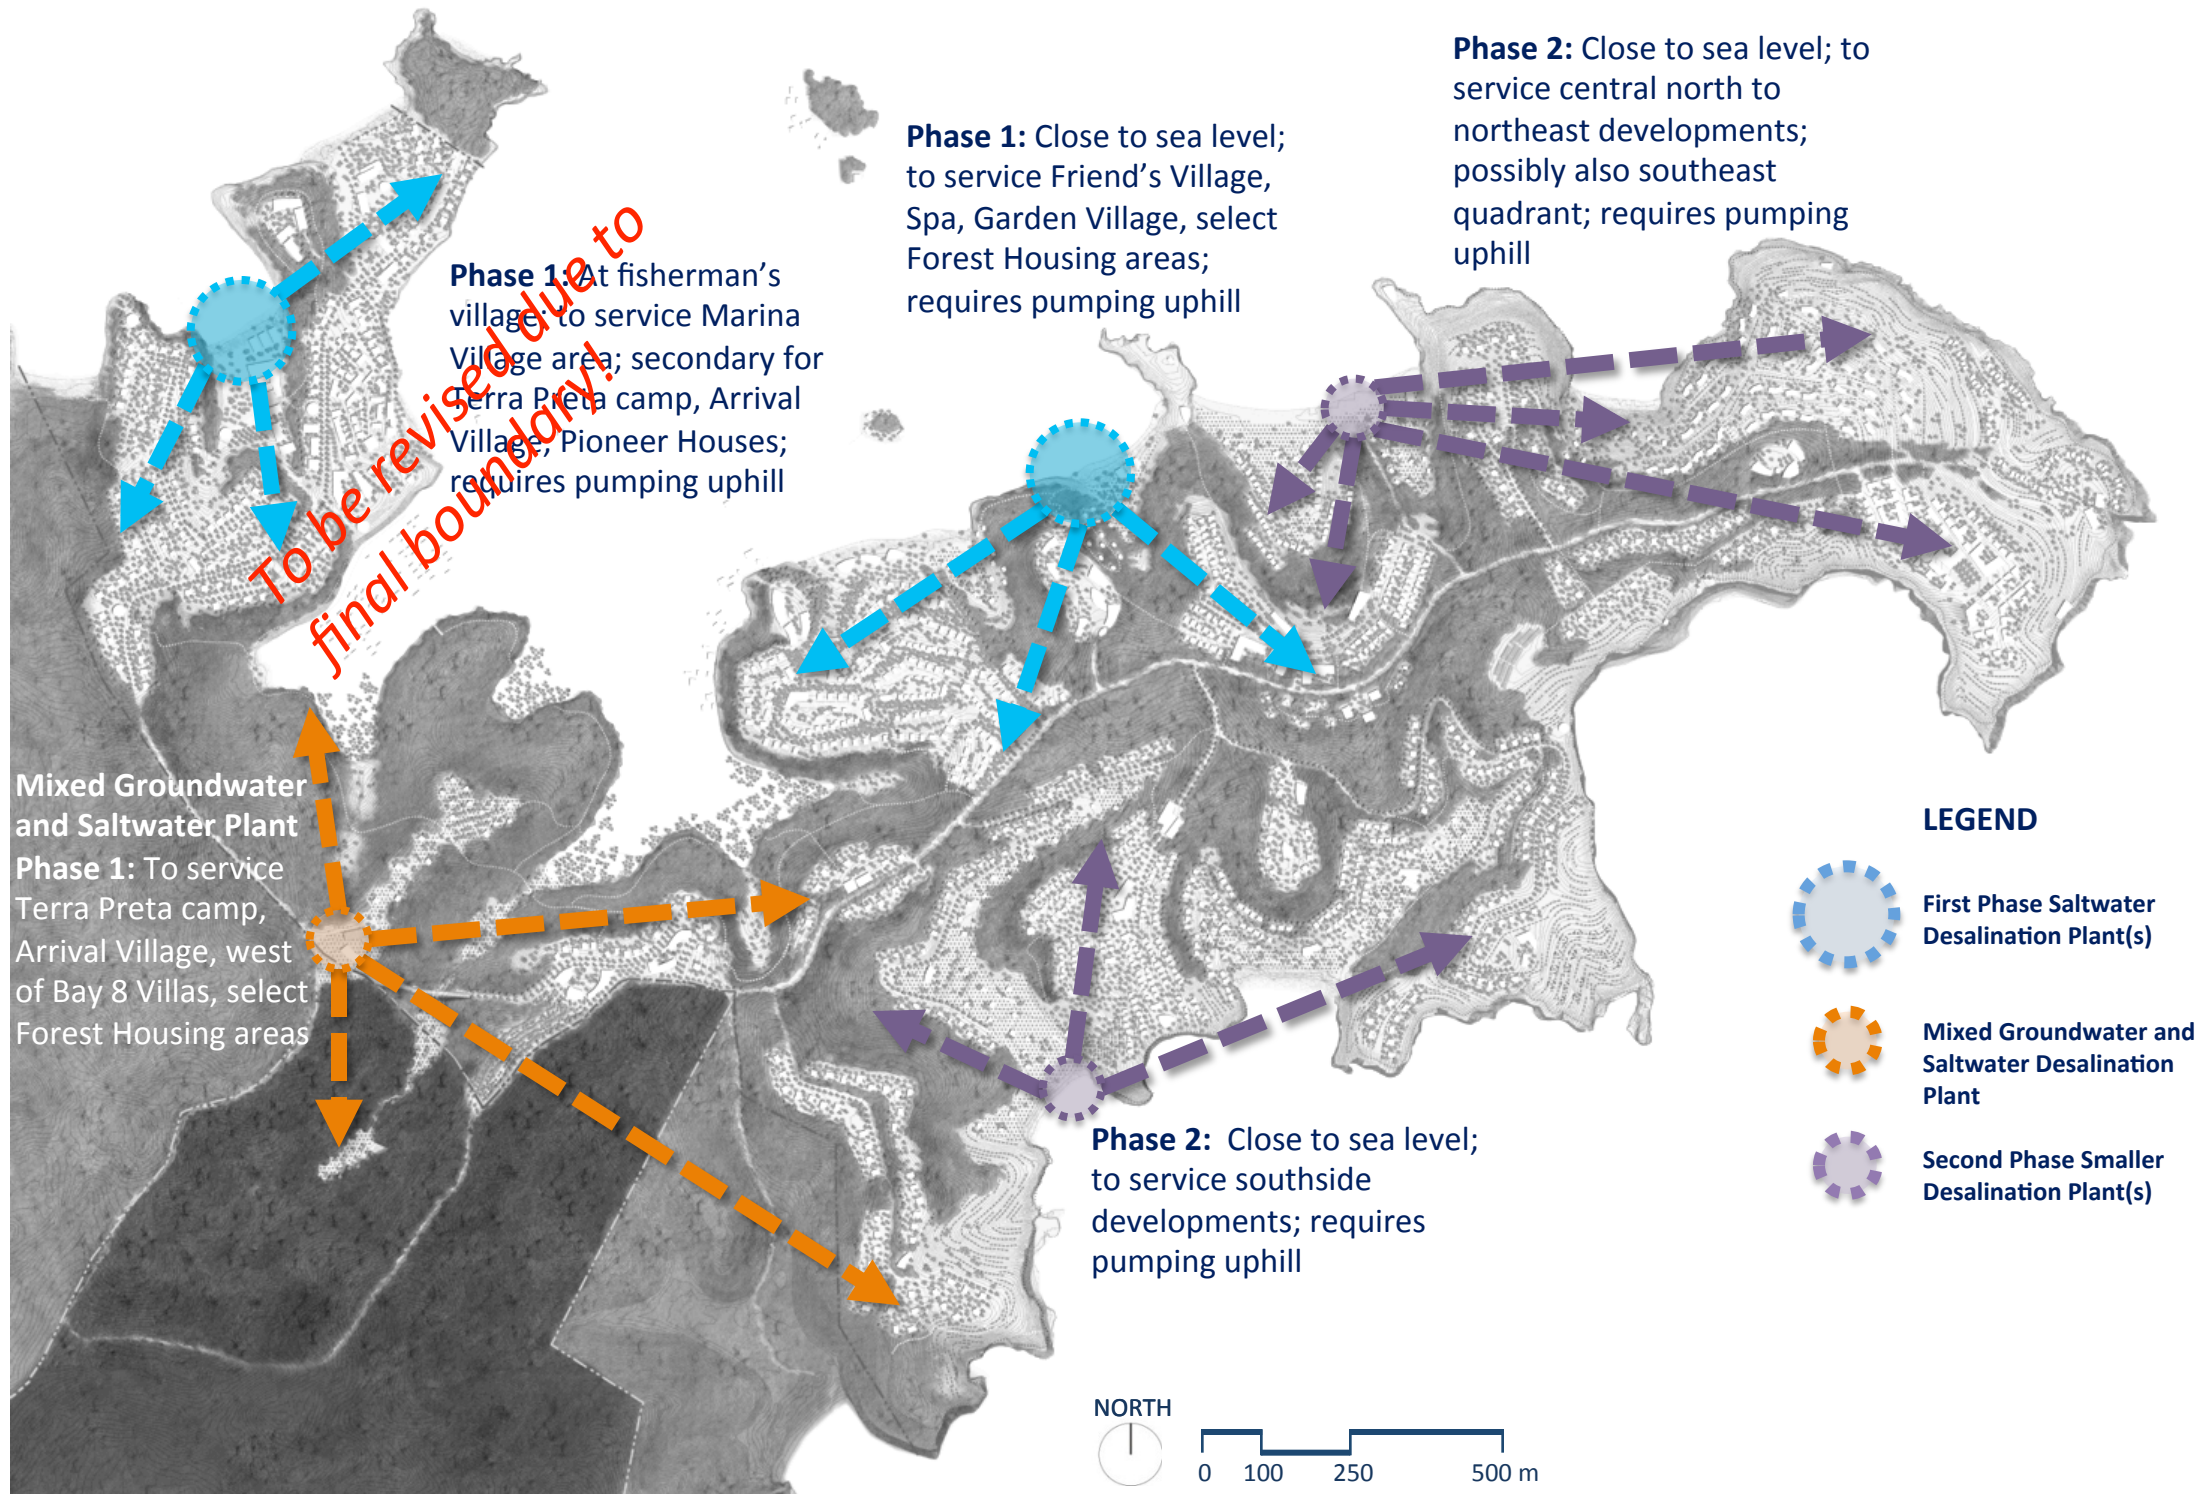 Phase 2: Close to sea level; to
service central north to
northeast developments;
possibly also southeast
quadrant; requires pumping
uphill
Phase 1: Close to sea level;
to service Friend’s Village,
Spa, Garden Village, select
Forest Housing areas;
requires pumping uphill
Phase 1: At fisherman’s
village; to service Marina
Village area; secondary for
Terra Preta camp, Arrival
Village, Pioneer Houses;
requires pumping uphill
To be revised due to
final boundary!
Mixed Groundwater
and Saltwater Plant
Phase 1: To service
Terra Preta camp,
Arrival Village, west
of Bay 8 Villas, select
Forest Housing areas
LEGEND
First Phase Saltwater
Desalination Plant(s)
Mixed Groundwater and
Saltwater Desalination
Plant
Second Phase Smaller
Desalination Plant(s)
Phase 2: Close to sea level;
to service southside
developments; requires
pumping uphill
NORTH
0 100 250 500 m